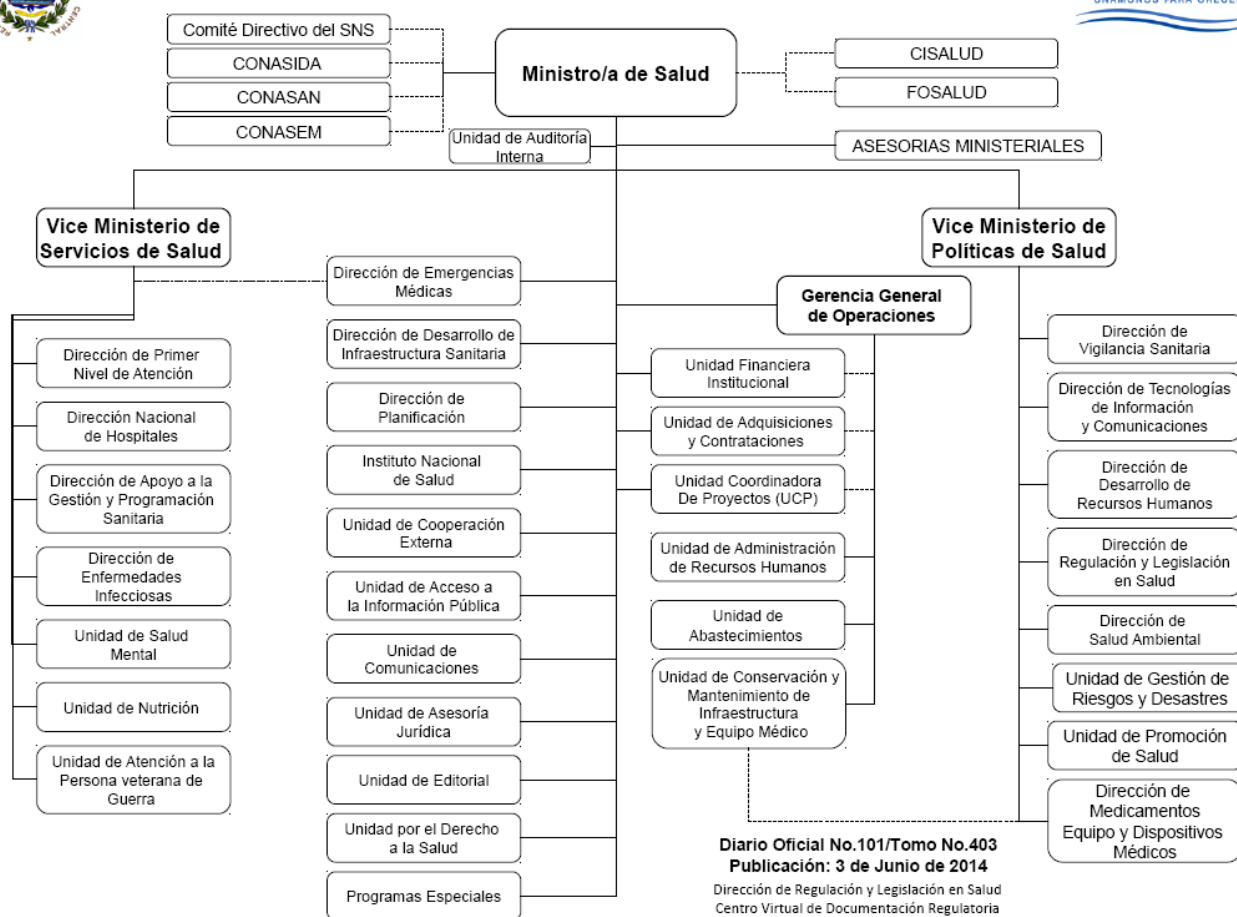 CENTRAL
UNÁMONOS PARA CRECER
Comité Directivo del SNS
CONASIDA
CONASAN
CONASEM
Ministro/a de Salud
CISALUD
FOSALUD
Unidad de Auditoría
Interna
ASESORIAS MINISTERIALES
Vice Ministerio de
Servicios de Salud
Vice Ministerio de
Políticas de Salud
Dirección de Primer
Nivel de Atención
Dirección Nacional
de Hospitales
Dirección de Apoyo a la
Gestión y Programación
Sanitaria
Dirección de
Enfermedades
Infecciosas
Unidad de Salud
Mental
Unidad de Nutrición
Unidad de Atención a la
Persona veterana de
Guerra
Dirección de Emergencias
Médicas
Dirección de Desarrollo de
Infraestructura Sanitaria
Dirección de
Planificación
Instituto Nacional
de Salud
Unidad de Cooperación
Externa
Unidad de Acceso a
la Información Pública
Unidad de
Comunicaciones
Unidad de Asesoría
Jurídica
Unidad de Editorial
Unidad por el Derecho
a la Salud
Programas Especiales
Gerencia General
de Operaciones
Unidad Financiera
Institucional
Unidad de Adquisiciones
y Contrataciones
Unidad Coordinadora
De Proyectos (UCP)
Unidad de Administración
de Recursos Humanos
Unidad de
Abastecimientos
Unidad de Conservación y
Mantenimiento de
Infraestructura
y Equipo Médico
Dirección de
Vigilancia Sanitaria
Dirección de Tecnologías
de Información
y Comunicaciones
Dirección de
Desarrollo de
Recursos Humanos
Dirección de
Regulación y Legislación
en Salud
Dirección de
Salud Ambiental
Unidad de Gestión de
Riesgos y Desastres
Unidad de Promoción
de Salud
Dirección de
Medicamentos
Equipo y Dispositivos
Médicos
Diario Oficial No.101/Tomo No.403
Publicación: 3 de Junio de 2014
Dirección de Regulación y Legislación en Salud
Centro Virtual de Documentación Regulatoria